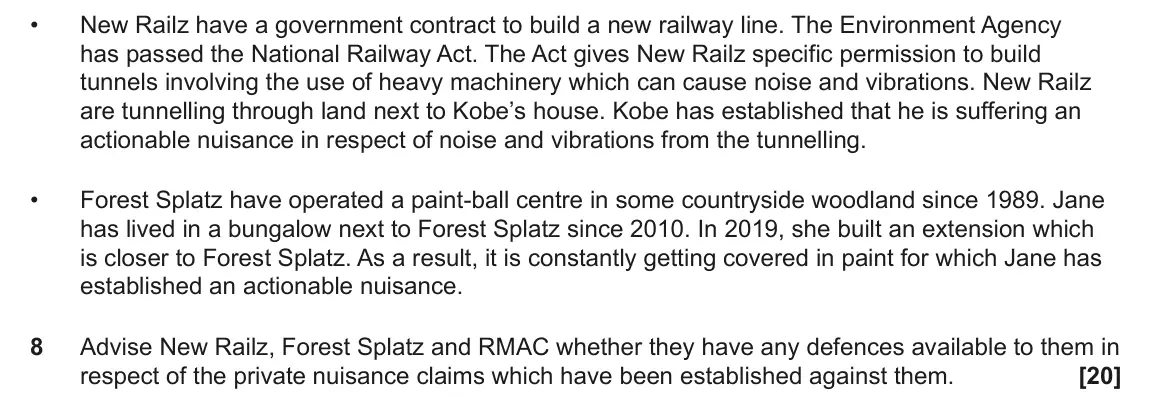 • New Railz have a government contract to build a new railway line. The Environment Agency
has passed the National Railway Act. The Act gives New Railz specific permission to build
tunnels involving the use of heavy machinery which can cause noise and vibrations. New Railz
are tunnelling through land next to Kobe’s house. Kobe has established that he is suffering an
actionable nuisance in respect of noise and vibrations from the tunnelling.
• Forest Splatz have operated a paint-ball centre in some countryside woodland since 1989. Jane
has lived in a bungalow next to Forest Splatz since 2010. In 2019, she built an extension which
is closer to Forest Splatz. As a result, it is constantly getting covered in paint for which Jane has
established an actionable nuisance.
8 Advise New Railz, Forest Splatz and RMAC whether they have any defences available to them in
respect of the private nuisance claims which have been established against them. [20]